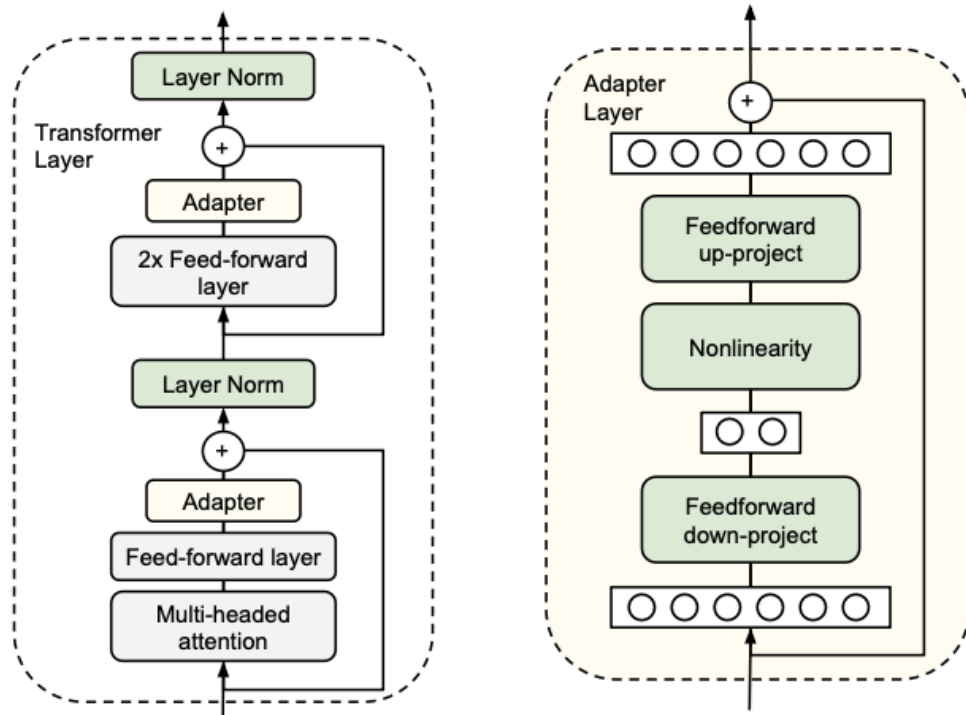 Layer Norm
Transformer
Layer
+
Adapter
2x Feed-forward
layer
Layer Norm
+
Adapter
Feed-forward layer
Multi-headed
attention
Adapter
Layer
+
Feedforward
up-project
Nonlinearity
Feedforward
down-project